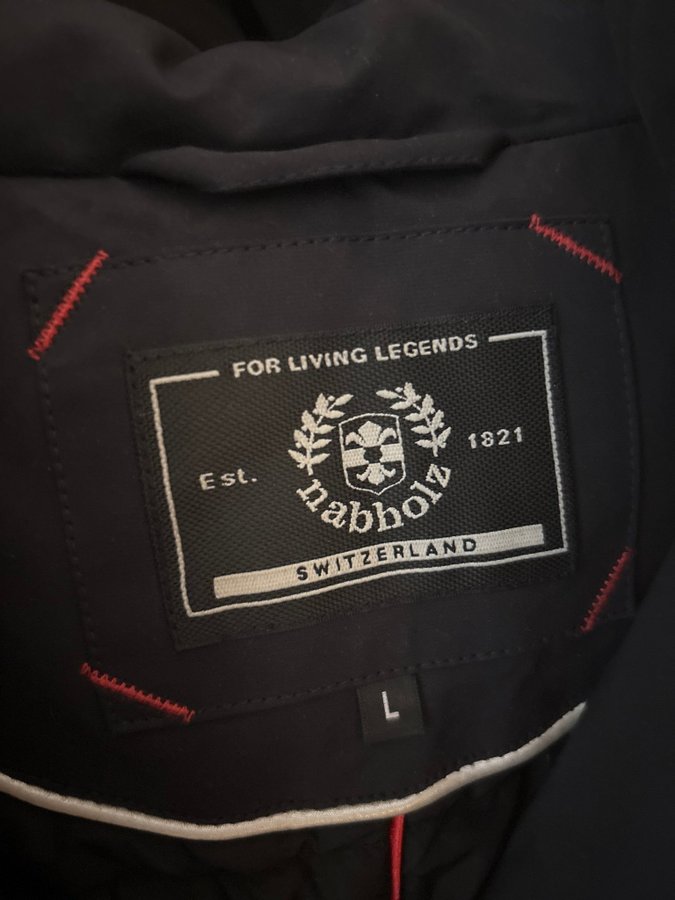 FOR LIVING LEGENDS
Est. 1821
nabholz
SWITZERLAND
L